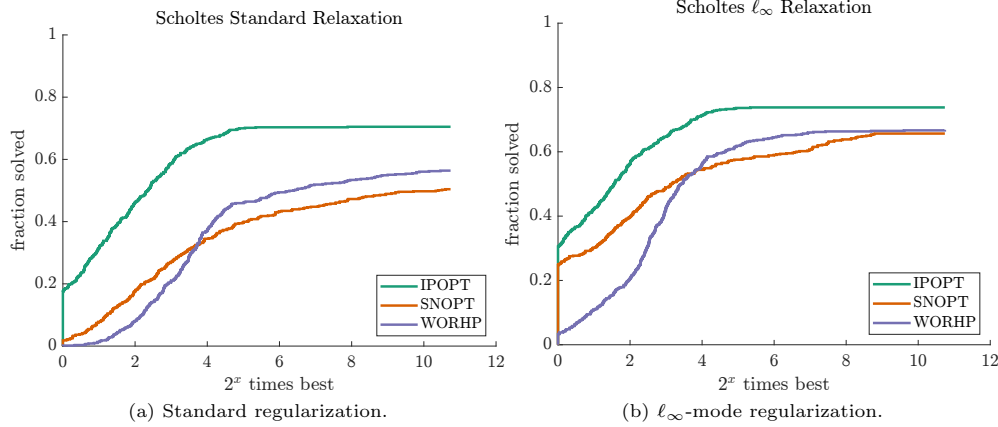 Scholtes Standard Relaxation
1
0.8
0.6
0.4
0.2
0
fraction solved
0 2 4 6 8 10 12
2^x times best
IPOPT
SNOPT
WORHP
(a) Standard regularization.
Scholtes ℓ∞ Relaxation
1
0.8
0.6
0.4
0.2
0
fraction solved
0 2 4 6 8 10 12
2^x times best
IPOPT
SNOPT
WORHP
(b) ℓ∞-mode regularization.